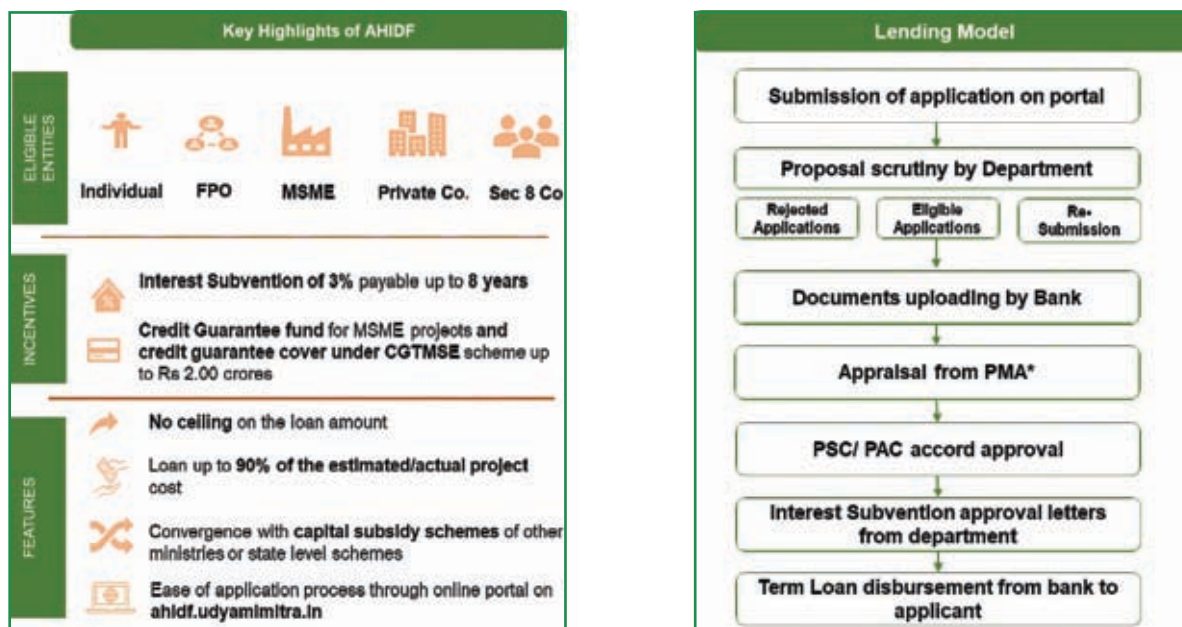 Key Highlights of AHIDF
ELIGIBLE
ENTITIES
Individual
FPO
MSME
Private Co.
Sec 8 Co
INCENTIVES
Interest Subvention of 3% payable up to 8 years
Credit Guarantee fund for MSME projects and
credit guarantee cover under CGTMSE scheme up
to Rs 2.00 crores
FEATURES
No ceiling on the loan amount
Loan up to 90% of the estimated/actual project
cost
Convergence with capital subsidy schemes of other
ministries or state level schemes
Ease of application process through online portal on
ahidf.udyamimitra.in
Lending Model
Submission of application on portal
Proposal scrutiny by Department
Rejected
Applications
Eligible
Applications
Re-
Submission
Documents uploading by Bank
Appraisal from PMA*
PSC/ PAC accord approval
Interest Subvention approval letters
from department
Term Loan disbursement from bank to
applicant